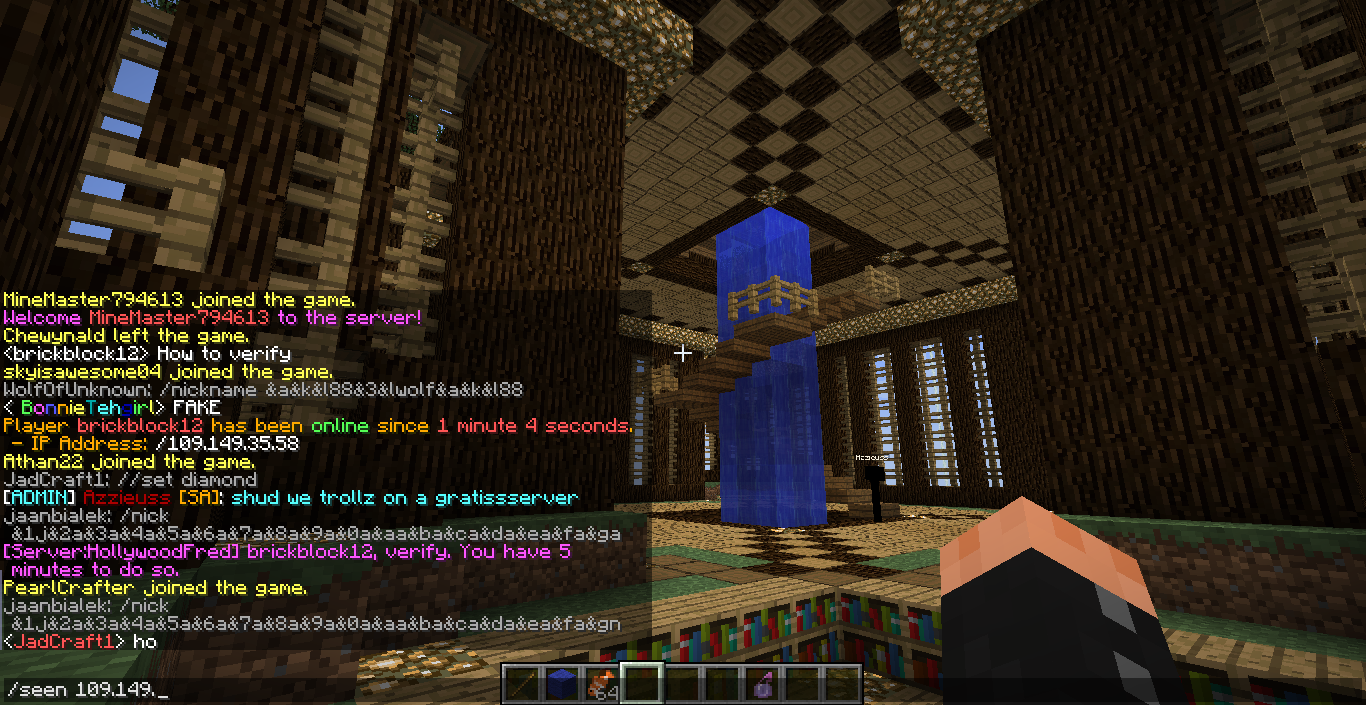 MineMaster794613 joined the game.
Welcome MineMaster794613 to the server!
Chewynald left the game.
<brickblock12> How to verify
skyisawesome04 joined the game.
WolfOfUnknown: /nickname &a&k&l88&3&lwolf&a&k&l88
< BonnieTehgirl> FAKE
Player brickblock12 has been online since 1 minute 4 seconds.
- IP Address: /109.149.35.58
Athan22 joined the game.
JadCraft1: //set diamond
[ADMIN] Azzieuss [SA]: shud we trollz on a gratissserver
jaanbialek: /nick
&1,j&2a&3a&4a&5a&6a&7a&8a&9a&0a&aa&ba&ca&da&ea&fa&ga
[Server:HollywoodFred] brickblock12, verify. You have 5
minutes to do so.
PearlCrafter joined the game.
jaanbialek: /nick
&1,j&2a&3a&4a&5a&6a&7a&8a&9a&0a&aa&ba&ca&da&ea&fa&gn
<JadCraft1> ho
Azzieuss
64
/seen 109.149._